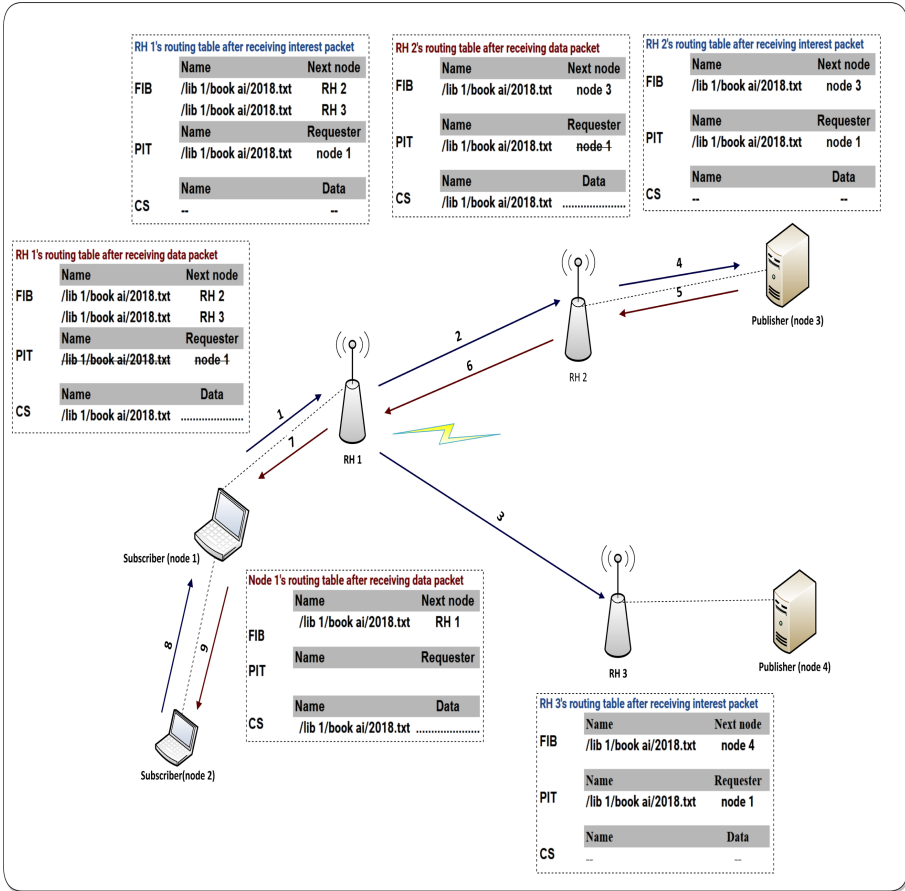 RH 1's routing table after receiving interest packet
Name Next node
FIB /lib 1/book ai/2018.txt RH 2
/lib 1/book ai/2018.txt RH 3
Name Requester
PIT /lib 1/book ai/2018.txt node 1
Name Data
CS -- --
RH 2's routing table after receiving data packet
Name Next node
FIB /lib 1/book ai/2018.txt node 3
Name Requester
PIT /lib 1/book ai/2018.txt node 1
Name Data
CS /lib 1/book ai/2018.txt ......................
RH 2's routing table after receiving interest packet
Name Next node
FIB /lib 1/book ai/2018.txt node 3
Name Requester
PIT /lib 1/book ai/2018.txt node 1
Name Data
CS -- --
RH 1's routing table after receiving data packet
Name Next node
FIB /lib 1/book ai/2018.txt RH 2
/lib 1/book ai/2018.txt RH 3
Name Requester
PIT /lib 1/book ai/2018.txt node 1
Name Data
CS /lib 1/book ai/2018.txt ......................
4
5
Publisher (node 3)
2
6
RH 2
1
7
RH 1
3
Subscriber (node 1)
8
9
Subscriber(node 2)
Node 1's routing table after receiving data packet
Name Next node
/lib 1/book ai/2018.txt RH 1
FIB
Name Requester
PIT
Name Data
CS /lib 1/book ai/2018.txt ......................
RH 3
Publisher (node 4)
RH 3's routing table after receiving interest packet
Name Next node
FIB /lib 1/book ai/2018.txt node 4
Name Requester
PIT /lib 1/book ai/2018.txt node 1
Name Data
CS -- --